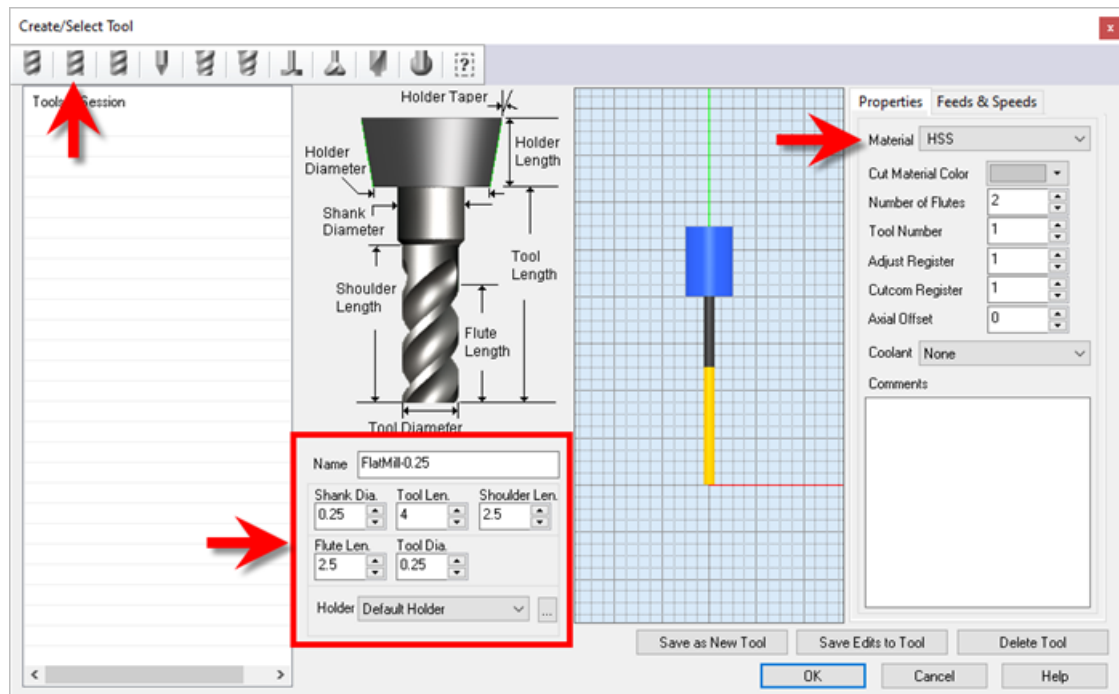 Create/Select Tool
x
?
Tools Session
Holder Taper
Holder
Length
Holder
Diameter
Shank
Diameter
Tool
Length
Shoulder
Length
Flute
Length
Tool Diameter
Name FlatMill-0.25
Shank Dia. Tool Len. Shoulder Len.
0.25 4 2.5
Flute Len. Tool Dia.
2.5 0.25
Holder Default Holder ...
Properties Feeds & Speeds
Material HSS
Cut Material Color
Number of Flutes 2
Tool Number 1
Adjust Register 1
Cutcom Register 1
Axial Offset 0
Coolant None
Comments
Save as New Tool Save Edits to Tool Delete Tool
OK Cancel Help